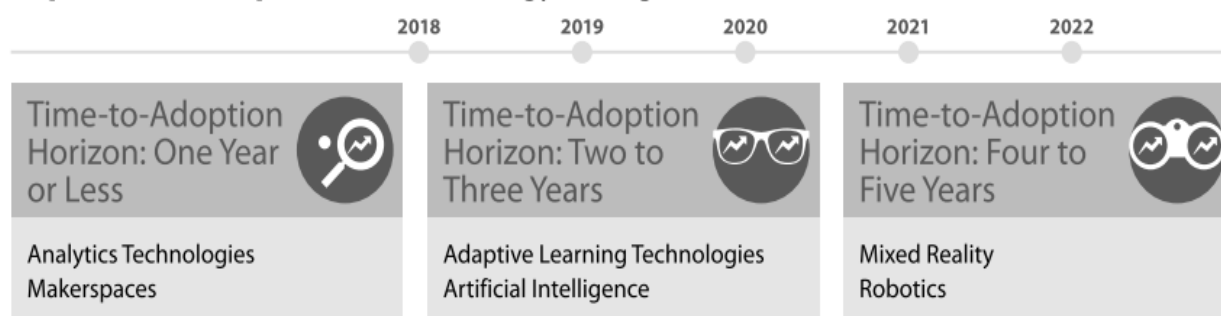 2018 2019 2020 2021 2022
Time-to-Adoption
Horizon: One Year
or Less
Analytics Technologies
Makerspaces
Time-to-Adoption
Horizon: Two to
Three Years
Adaptive Learning Technologies
Artificial Intelligence
Time-to-Adoption
Horizon: Four to
Five Years
Mixed Reality
Robotics